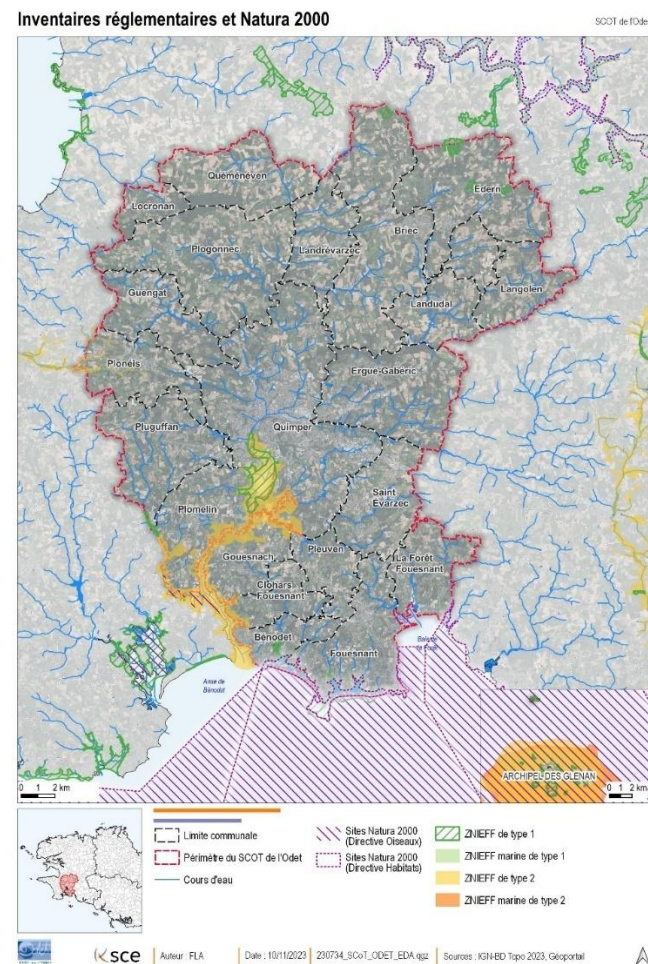 Inventaires réglementaires et Natura 2000
SCOT de l'Odet
Quéménéven
Edern
Locronan
Briec
Plogonnec
Landrévarzec
Langolen
Guengat
Landudal
Plonéis
Ergué-Gabéric
Pluguffan
Quimper
Saint
Évarzec
Plomelin
Pleuven
Gouesnach
La Forêt
Fouesnant
Clohars
Fouesnant
Bénodet
Fouesnant
Anse de
Bénodet
ARCHIPEL DES GLENAN
0 1 2 km
0 1 2 km
Limite communale
Périmètre du SCOT de l'Odet
Cours d'eau
Sites Natura 2000
(Directive Oiseaux)
Sites Natura 2000
(Directive Habitats)
ZNIEFF de type 1
ZNIEFF marine de type 1
ZNIEFF de type 2
ZNIEFF marine de type 2
sce
Auteur : FLA
Date : 10/11/2023
230734_SCoT_ODET_EDA.qgz
Sources : IGN-BD Topo 2023, Géoportail